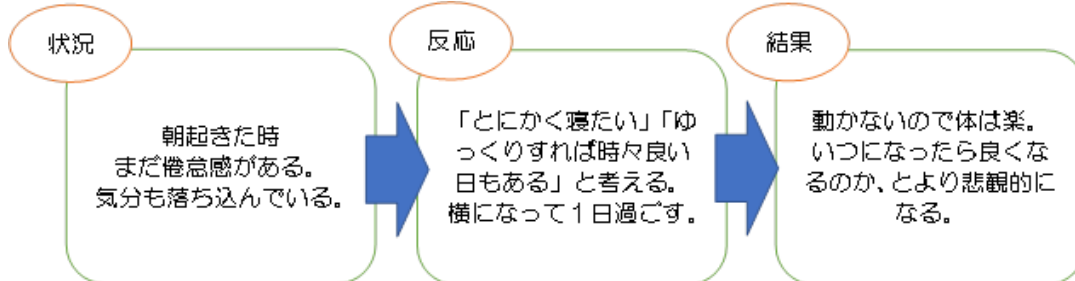 状況
朝起きた時
まだ倦怠感がある。
気分も落ち込んでいる。
反応
「とにかく寝たい」「ゆ
っくりすれば時々良い
日もある」と考える。
横になって１日過ごす。
結果
動かないので体は楽。
いつになったら良くな
るのか、とより悲観的に
なる。